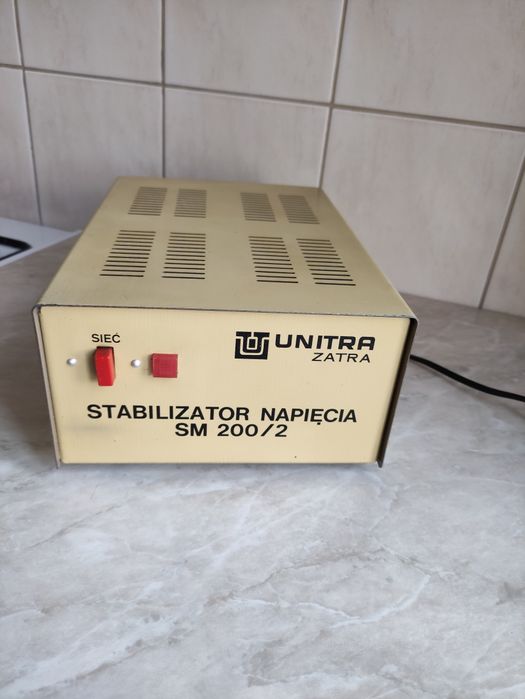 SIEĆ
UNITRA
ZATRA
STABILIZATOR NAPIĘCIA
SM 200/2